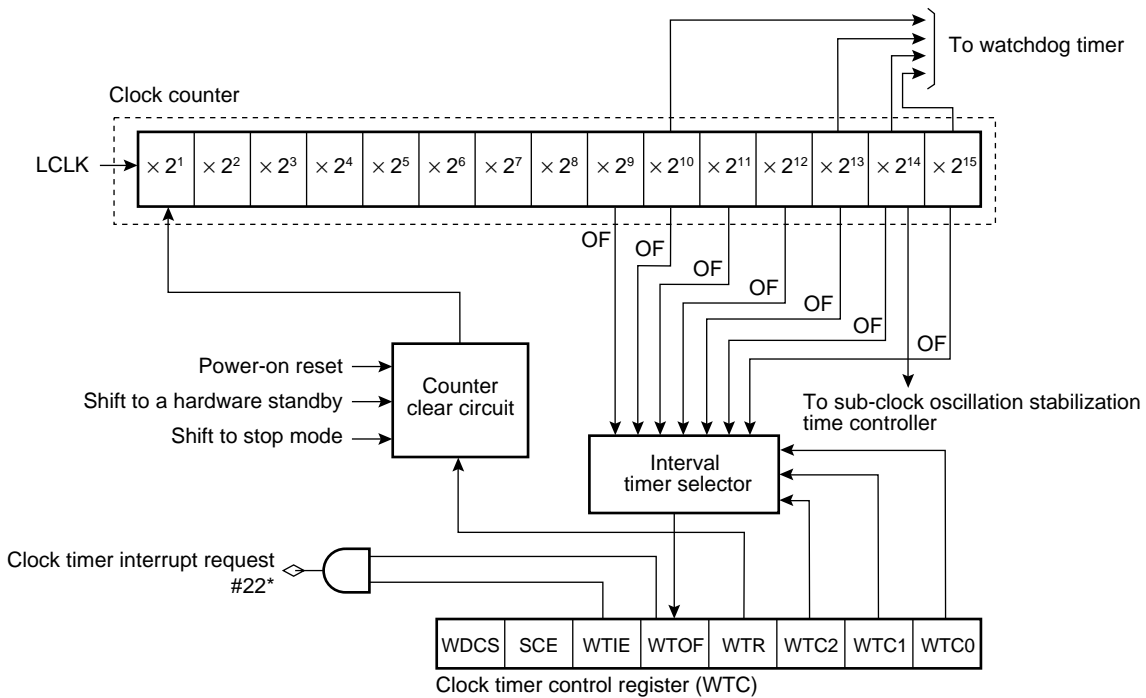 To watchdog timer
Clock counter
LCLK
× 2¹ × 2² × 2³ × 2⁴ × 2⁵ × 2⁶ × 2⁷ × 2⁸ × 2⁹ × 2¹⁰ × 2¹¹ × 2¹² × 2¹³ × 2¹⁴ × 2¹⁵
OF
OF
OF
OF
OF
OF
OF
Power-on reset
Shift to a hardware standby
Shift to stop mode
Counter
clear circuit
To sub-clock oscillation stabilization
time controller
Interval
timer selector
Clock timer interrupt request
#22*
WDCS SCE WTIE WTOF WTR WTC2 WTC1 WTC0
Clock timer control register (WTC)